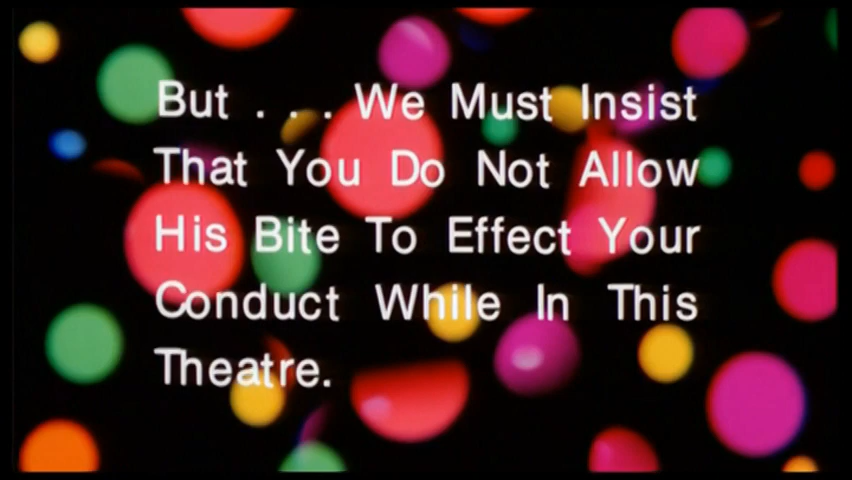 But . . . We Must Insist
That You Do Not Allow
His Bite To Effect Your
Conduct While In This
Theatre.